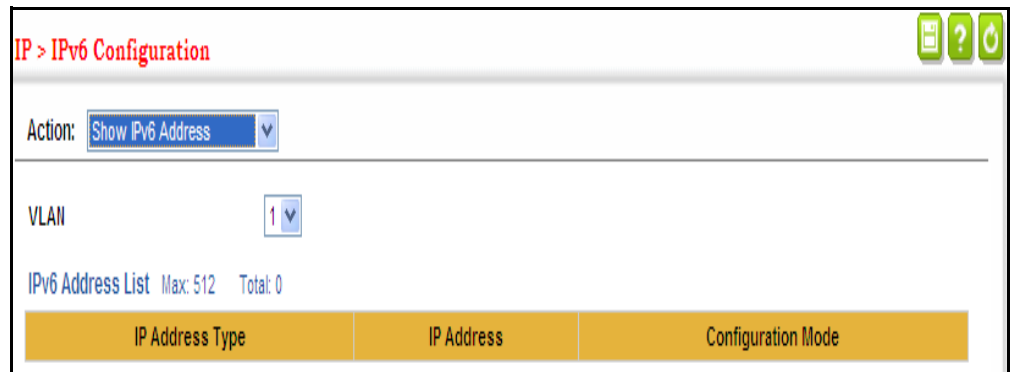 IP > IPv6 Configuration
?
Action: Show IPv6 Address
VLAN 1
IPv6 Address List Max: 512 Total: 0
IP Address Type IP Address Configuration Mode